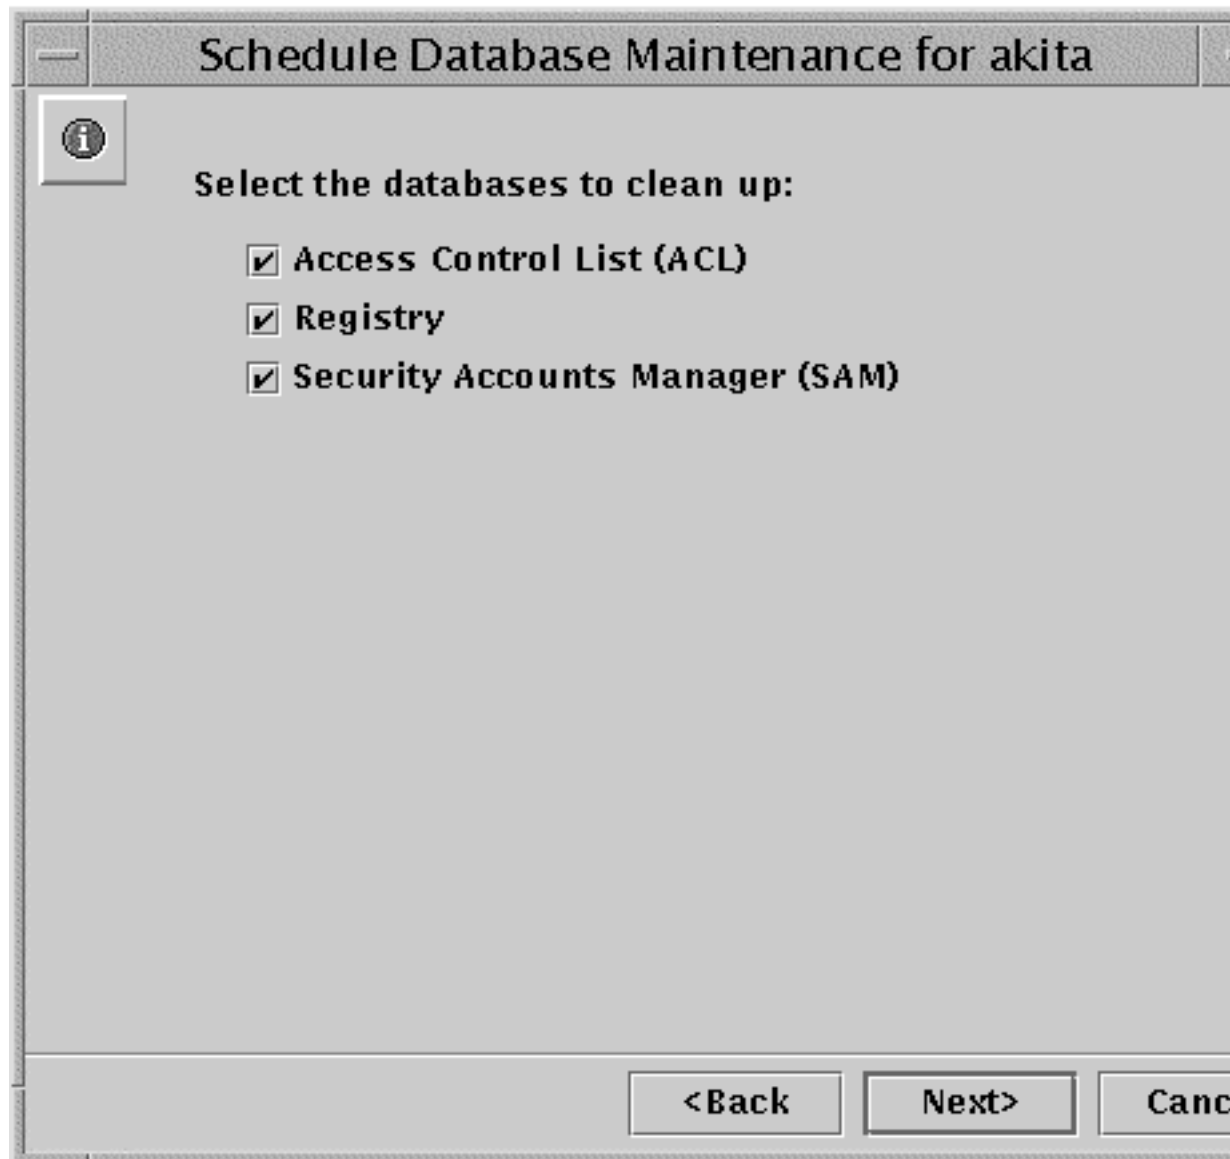 Schedule Database Maintenance for akita
Select the databases to clean up:
Access Control List (ACL)
Registry
Security Accounts Manager (SAM)
<Back
Next>